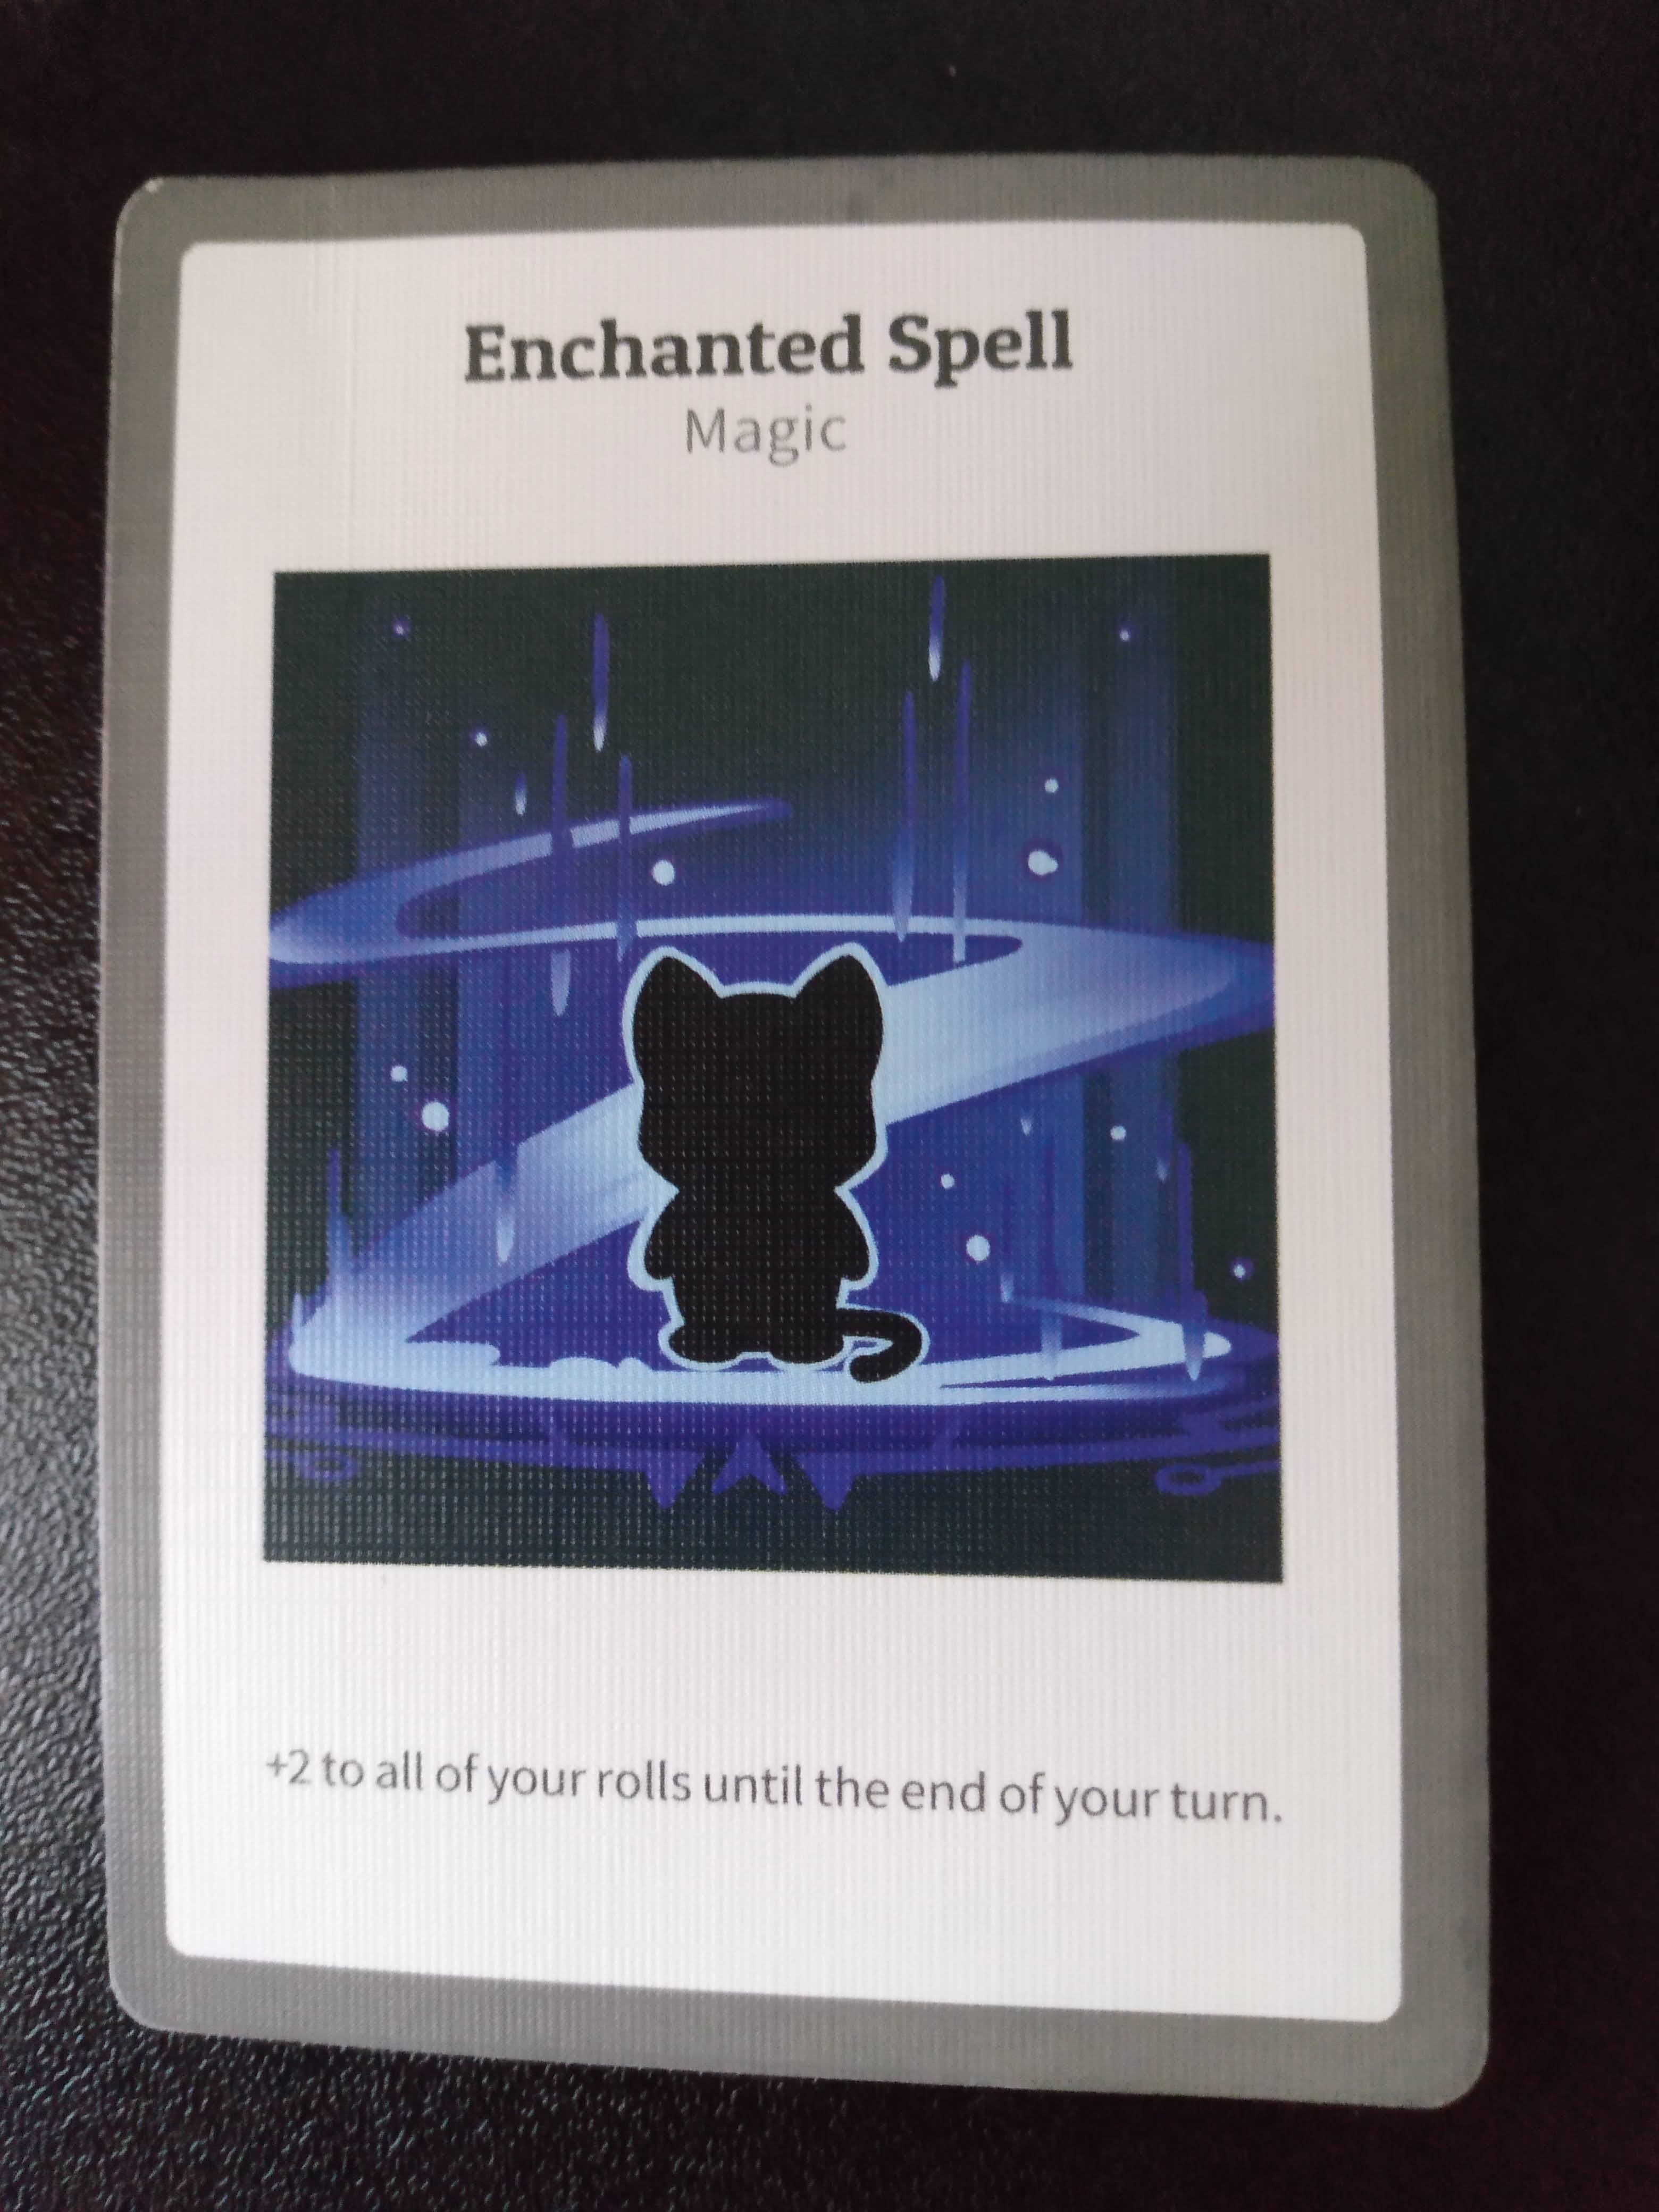 Enchanted Spell
Magic
+2 to all of your rolls until the end of your turn.